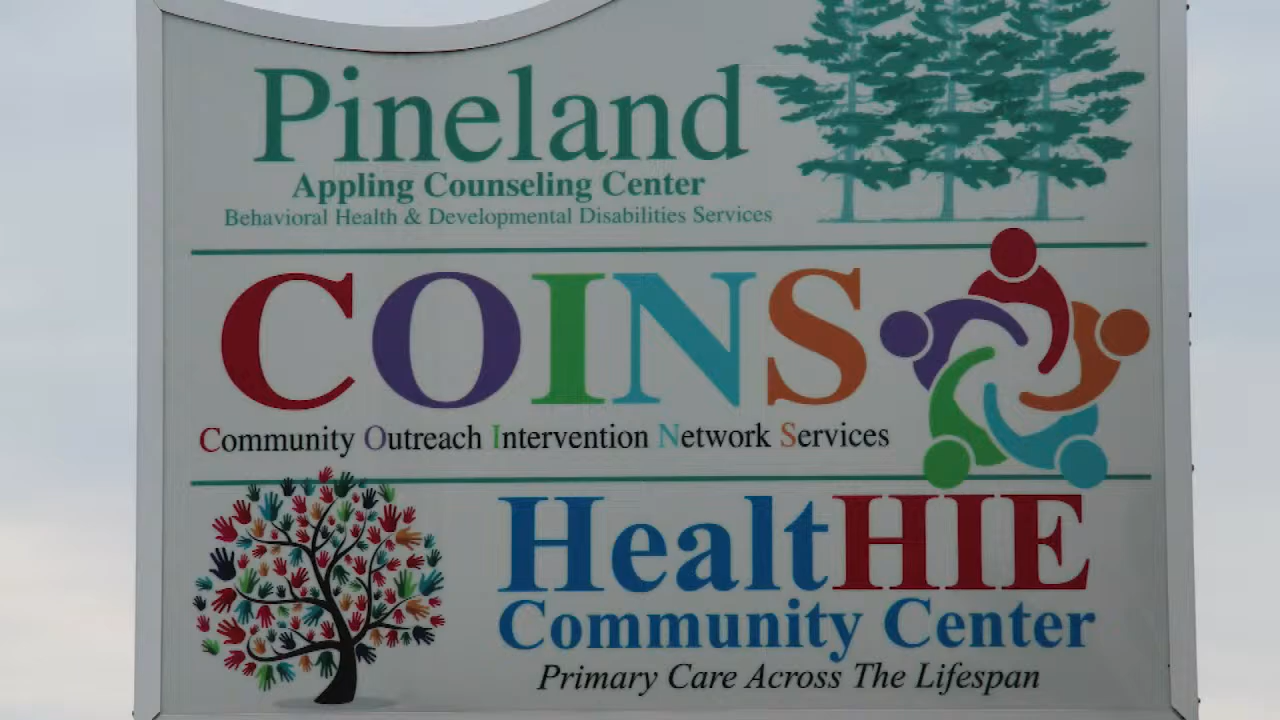 Pineland
Appling Counseling Center
Behavioral Health & Developmental Disabilities Services
COINS
Community Outreach Intervention Network Services
HealtHIE
Community Center
Primary Care Across The Lifespan